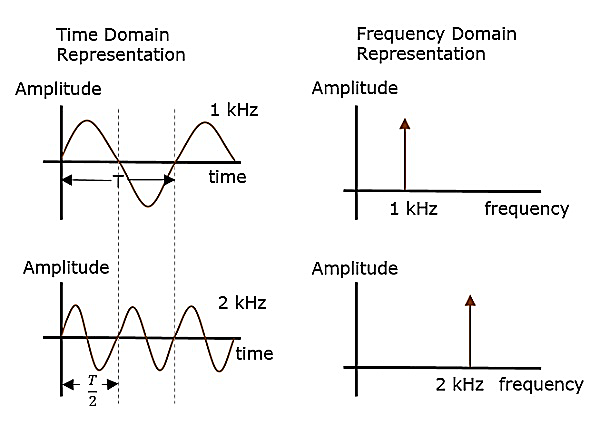 Time Domain
Representation
Amplitude
1 kHz
T
time
Amplitude
2 kHz
time
T
2
Frequency Domain
Representation
Amplitude
1 kHz
frequency
Amplitude
2 kHz
frequency